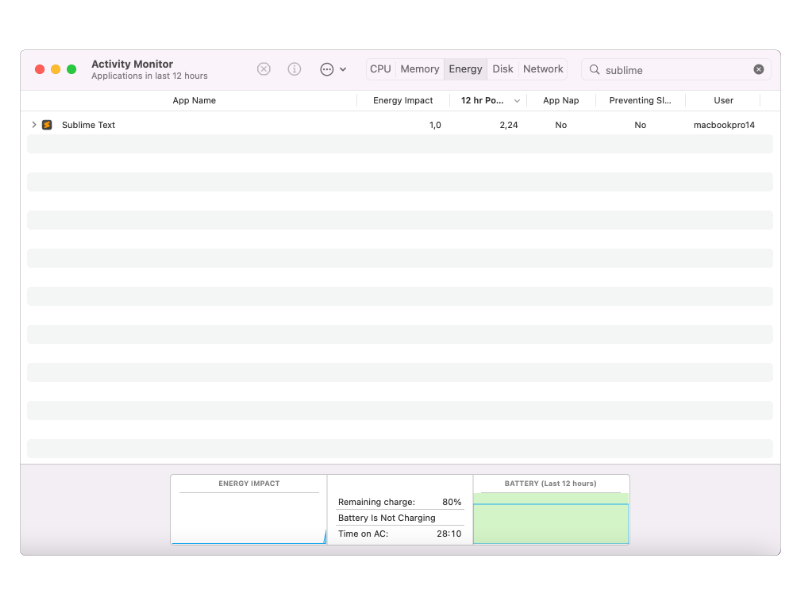 Activity Monitor
Applications in last 12 hours
CPU Memory Energy Disk Network
sublime
App Name Energy Impact 12 hr Po... App Nap Preventing Sl... User
Sublime Text 1,0 2,24 No No macbookpro14
ENERGY IMPACT
Remaining charge: 80%
Battery Is Not Charging
Time on AC: 28:10
BATTERY (Last 12 hours)